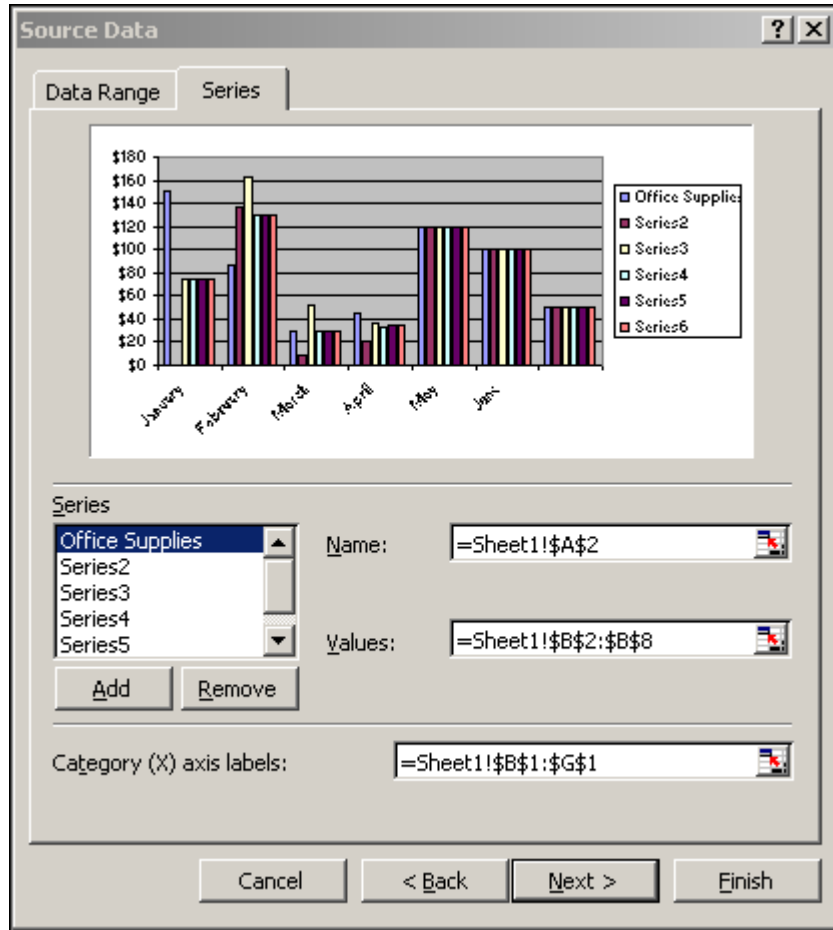 Source Data
Data Range Series
$180
$160
$140
$120
$100
$80
$60
$40
$20
$0
January February March April May June
Office Supplies
Series2
Series3
Series4
Series5
Series6
Series
Office Supplies
Series2
Series3
Series4
Series5
Name: =Sheet1!$A$2
Values: =Sheet1!$B$2:$B$8
Add Remove
Category (X) axis labels: =Sheet1!$B$1:$G$1
Cancel < Back Next > Finish